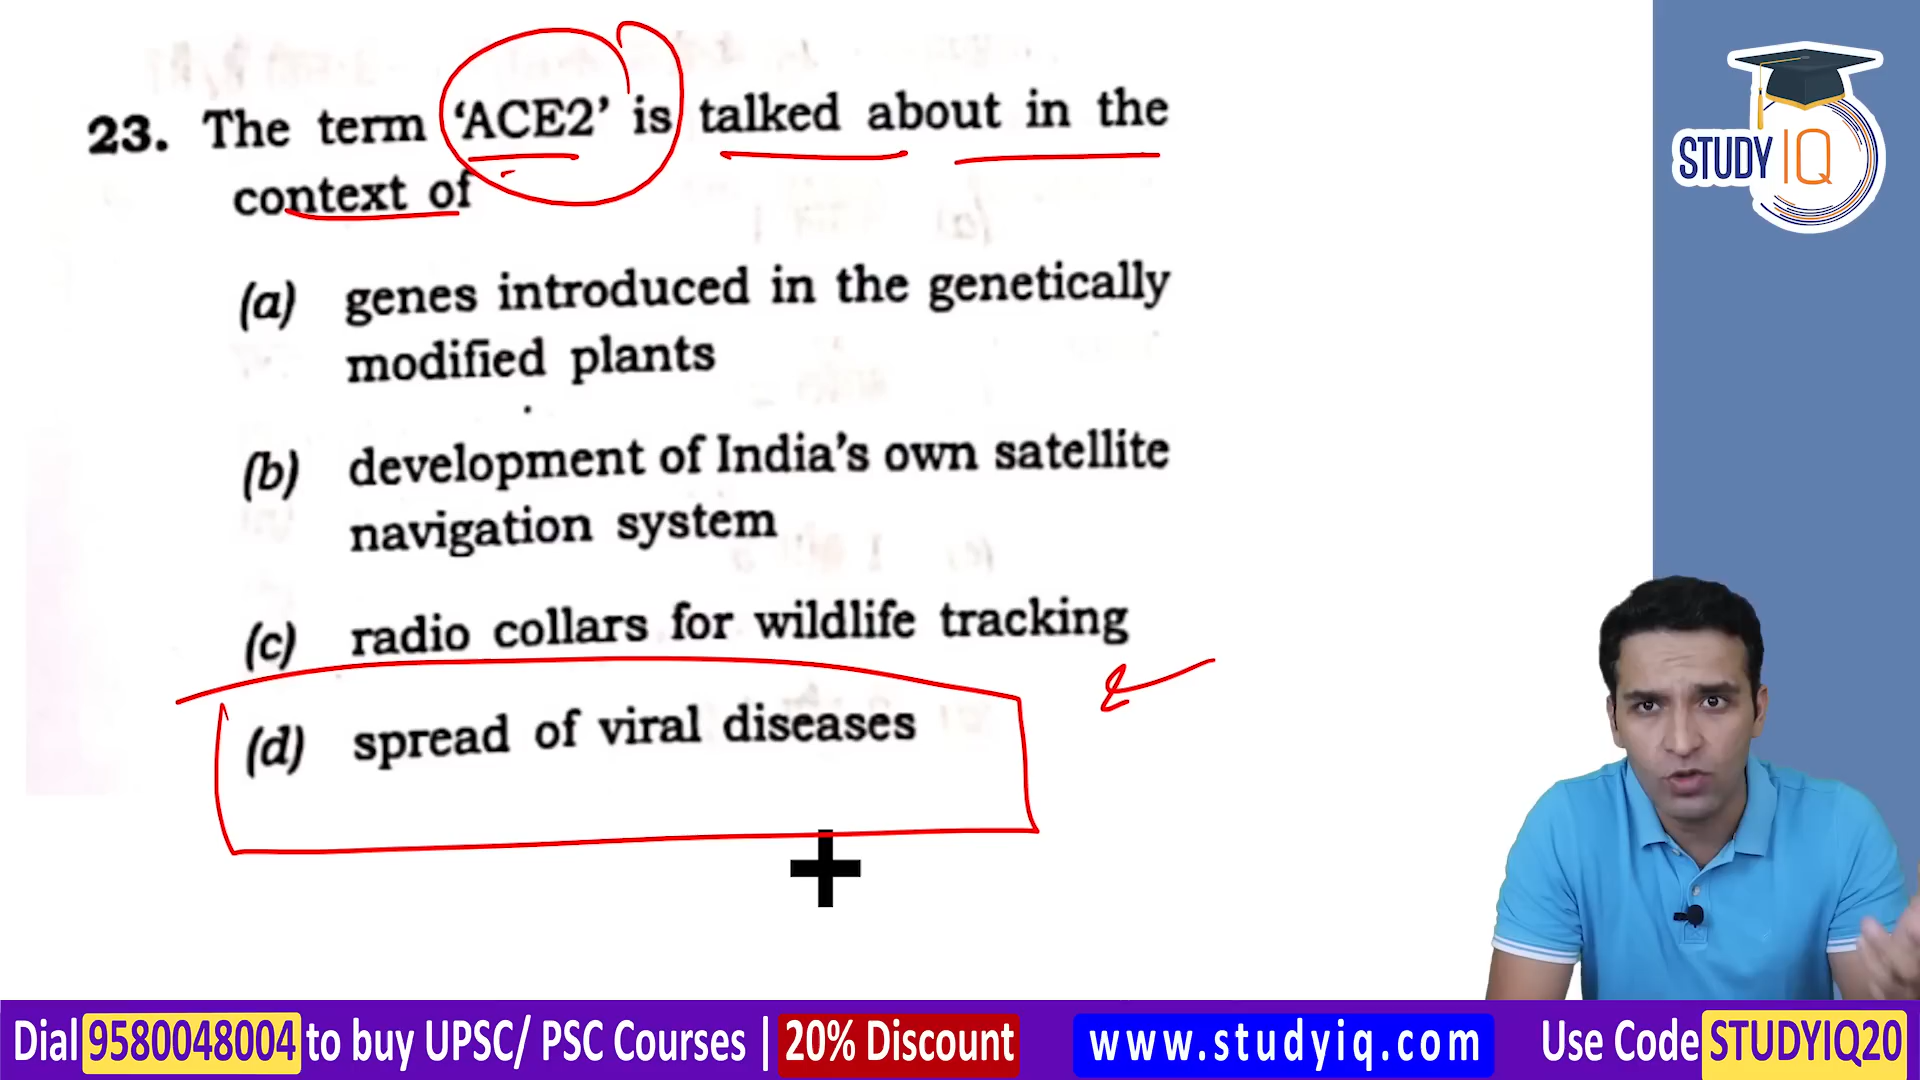 23. The term ‘ACE2’ is talked about in the
context of
(a) genes introduced in the genetically
modified plants
(b) development of India’s own satellite
navigation system
(c) radio collars for wildlife tracking
(d) spread of viral diseases
STUDY IQ
Dial 9580048004 to buy UPSC/ PSC Courses | 20% Discount www.studyiq.com Use Code STUDYIQ20